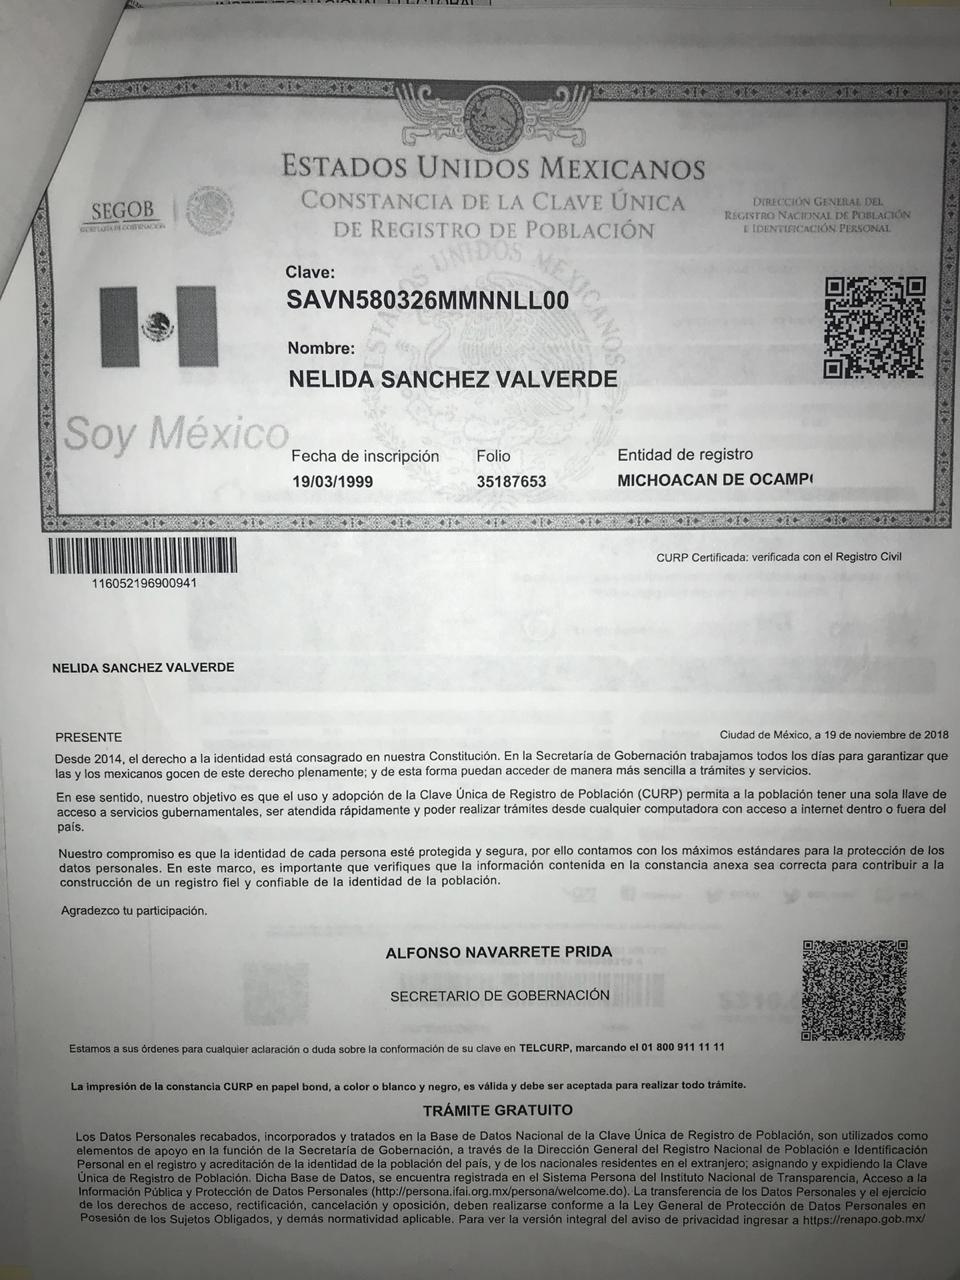 ESTADOS UNIDOS MEXICANOS
CONSTANCIA DE LA CLAVE ÚNICA
DE REGISTRO DE POBLACIÓN
SEGOB
SECRETARÍA DE GOBERNACIÓN
DIRECCIÓN GENERAL DEL
REGISTRO NACIONAL DE POBLACIÓN
E IDENTIFICACIÓN PERSONAL
Clave:
SAVN580326MMNNLL00
Nombre:
NELIDA SANCHEZ VALVERDE
Soy México
Fecha de inscripción Folio Entidad de registro
19/03/1999 35187653 MICHOACAN DE OCAMP
116052196900941
CURP Certificada: verificada con el Registro Civil
NELIDA SANCHEZ VALVERDE
PRESENTE
Ciudad de México, a 19 de noviembre de 2018
Desde 2014, el derecho a la identidad está consagrado en nuestra Constitución. En la Secretaría de Gobernación trabajamos todos los días para garantizar que
las y los mexicanos gocen de este derecho plenamente; y de esta forma puedan acceder de manera más sencilla a trámites y servicios.
En ese sentido, nuestro objetivo es que el uso y adopción de la Clave Única de Registro de Población (CURP) permita a la población tener una sola llave de
acceso a servicios gubernamentales, ser atendida rápidamente y poder realizar trámites desde cualquier computadora con acceso a internet dentro o fuera del
país.
Nuestro compromiso es que la identidad de cada persona esté protegida y segura, por ello contamos con los máximos estándares para la protección de los
datos personales. En este marco, es importante que verifiques que la información contenida en la constancia anexa sea correcta para contribuir a la
construcción de un registro fiel y confiable de la identidad de la población.
Agradezco tu participación.
ALFONSO NAVARRETE PRIDA
SECRETARIO DE GOBERNACIÓN
Estamos a sus órdenes para cualquier aclaración o duda sobre la conformación de su clave en TELCURP, marcando el 01 800 911 11 11
La impresión de la constancia CURP en papel bond, a color o blanco y negro, es válida y debe ser aceptada para realizar todo trámite.
TRÁMITE GRATUITO
Los Datos Personales recabados, incorporados y tratados en la Base de Datos Nacional de la Clave Única de Registro de Población, son utilizados como
elementos de apoyo en la función de la Secretaría de Gobernación, a través de la Dirección General del Registro Nacional de Población e Identificación
Personal en el registro y acreditación de la identidad de la población del país, y de los nacionales residentes en el extranjero; asignando y expidiendo la Clave
Única de Registro de Población. Dicha Base de Datos, se encuentra registrada en el Sistema Persona del Instituto Nacional de Transparencia, Acceso a la
Información Pública y Protección de Datos Personales (http://persona.ifai.org.mx/persona/welcome.do). La transferencia de los Datos Personales y el ejercicio
de los derechos de acceso, rectificación, cancelación y oposición, deben realizarse conforme a la Ley General de Protección de Datos Personales en
Posesión de los Sujetos Obligados, y demás normatividad aplicable. Para ver la versión integral del aviso de privacidad ingresar a https://renapo.gob.mx/